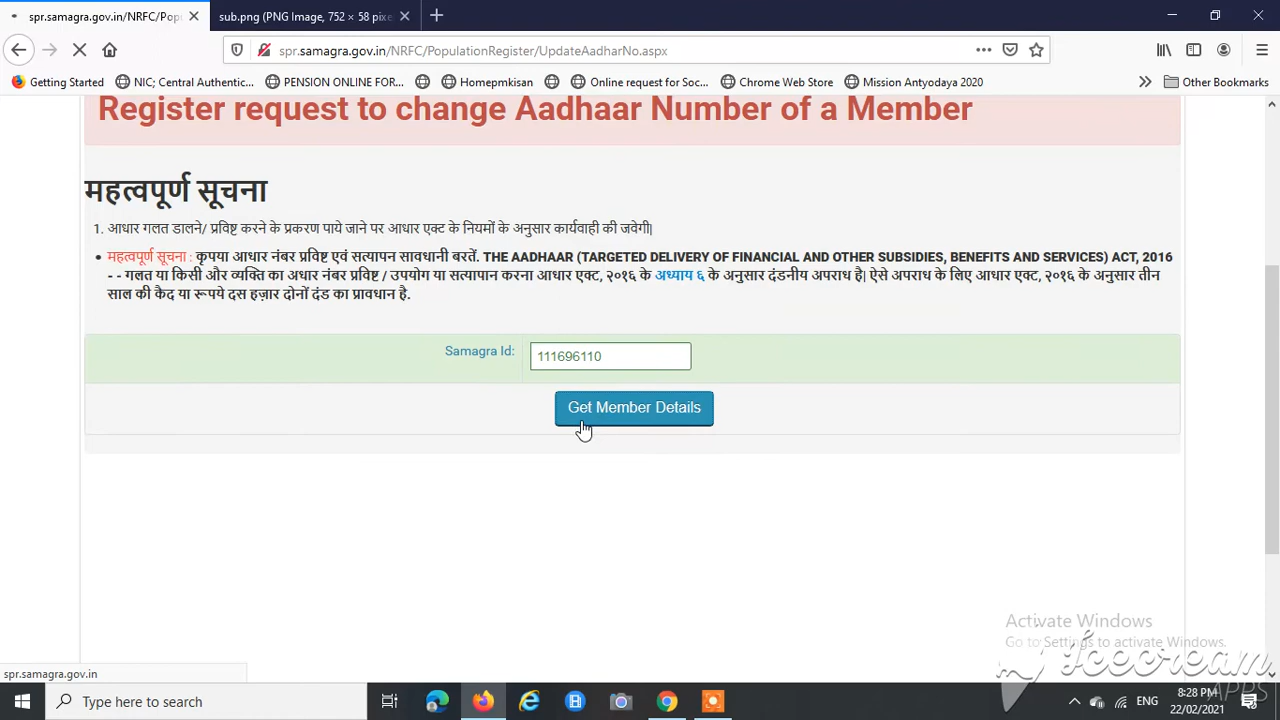 spr.samagra.gov.in/NRFC/Pop
sub.png (PNG Image, 752 × 58 pixe
spr.samagra.gov.in/NRFC/PopulationRegister/UpdateAadharNo.aspx
Getting Started
NIC; Central Authentic...
PENSION ONLINE FOR...
Homepmkisan
Online request for Soc...
Chrome Web Store
Mission Antyodaya 2020
Other Bookmarks
Register request to change Aadhaar Number of a Member
महत्वपूर्ण सूचना
1. आधार गलत डालने/ प्रविष्ट करने के प्रकरण पाये जाने पर आधार एक्ट के नियमों के अनुसार कार्यवाही की जवेगी|
• महत्वपूर्ण सूचना : कृपया आधार नंबर प्रविष्ट एवं सत्यापन सावधानी बरतें. THE AADHAAR (TARGETED DELIVERY OF FINANCIAL AND OTHER SUBSIDIES, BENEFITS AND SERVICES) ACT, 2016
- - गलत या किसी और व्यक्ति का अधार नंबर प्रविष्ट / उपयोग या सत्यापन करना आधार एक्ट, २०१६ के अध्याय ६ के अनुसार दंडनीय अपराध है| ऐसे अपराध के लिए आधार एक्ट, २०१६ के अनुसार तीन
साल की कैद या रूपये दस हज़ार दोनों दंड का प्रावधान है.
Samagra Id:
111696110
Get Member Details
Activate Windows
Go to Settings to activate Windows.
Icecream
APPS
spr.samagra.gov.in
Type here to search
ENG
8:28 PM
22/02/2021